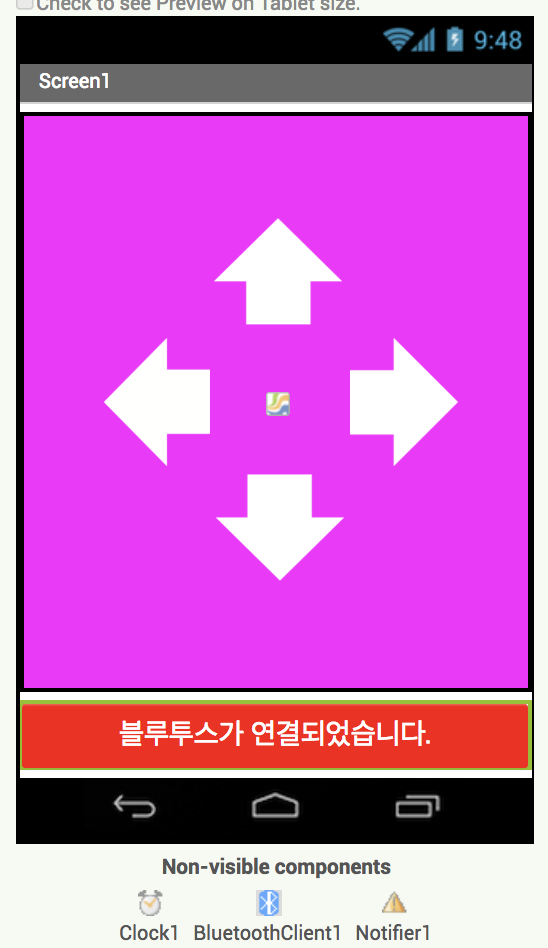 Check to see Preview on Tablet size.
9:48
Screen1
블루투스가 연결되었습니다.
Non-visible components
Clock1 BluetoothClient1 Notifier1